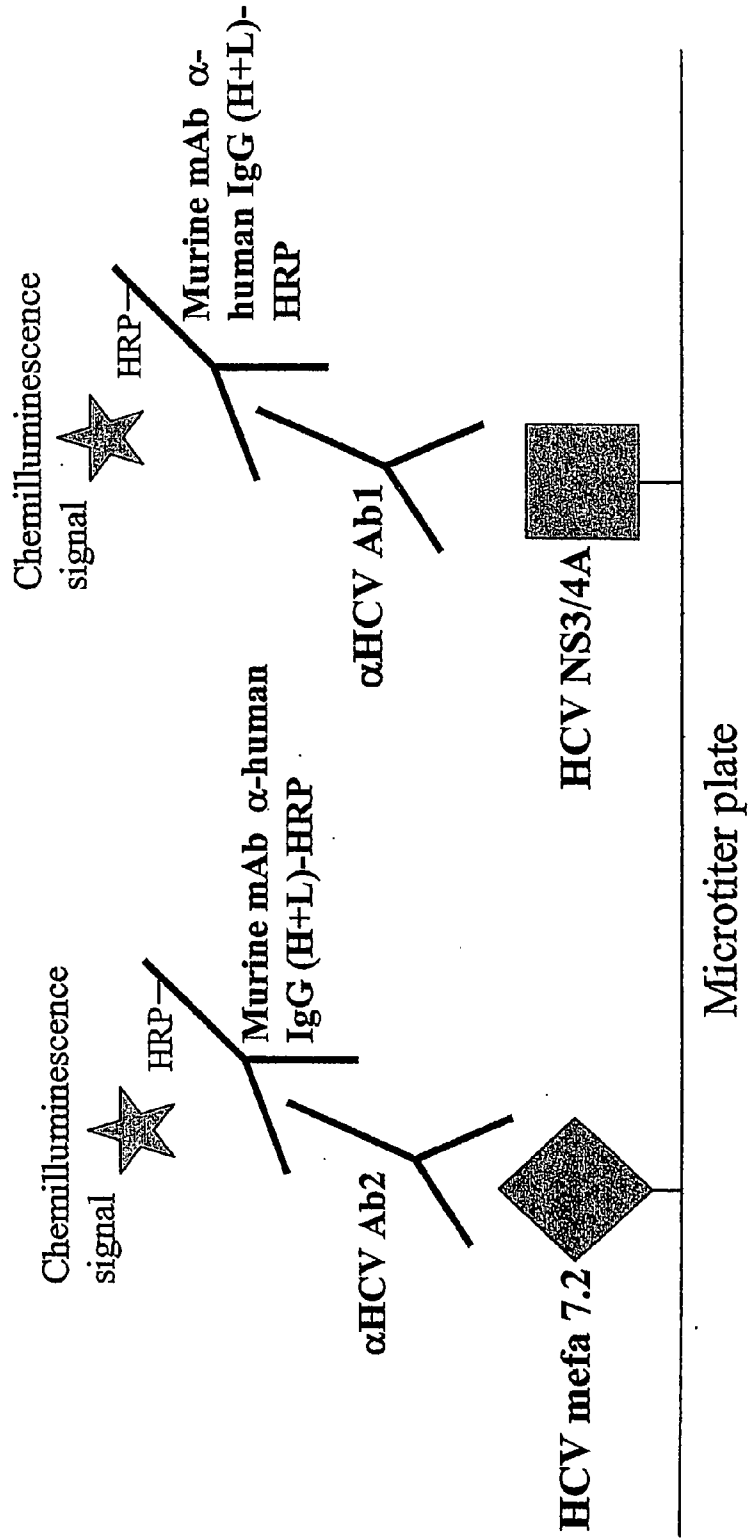 Chemilluminescence
signal
HRP
Murine mAb α-human
IgG (H+L)-HRP
αHCV Ab2
HCV mefa 7.2
Chemilluminescence
signal
HRP
Murine mAb α-
human IgG (H+L)-
HRP
αHCV Ab1
HCV NS3/4A
Microtiter plate